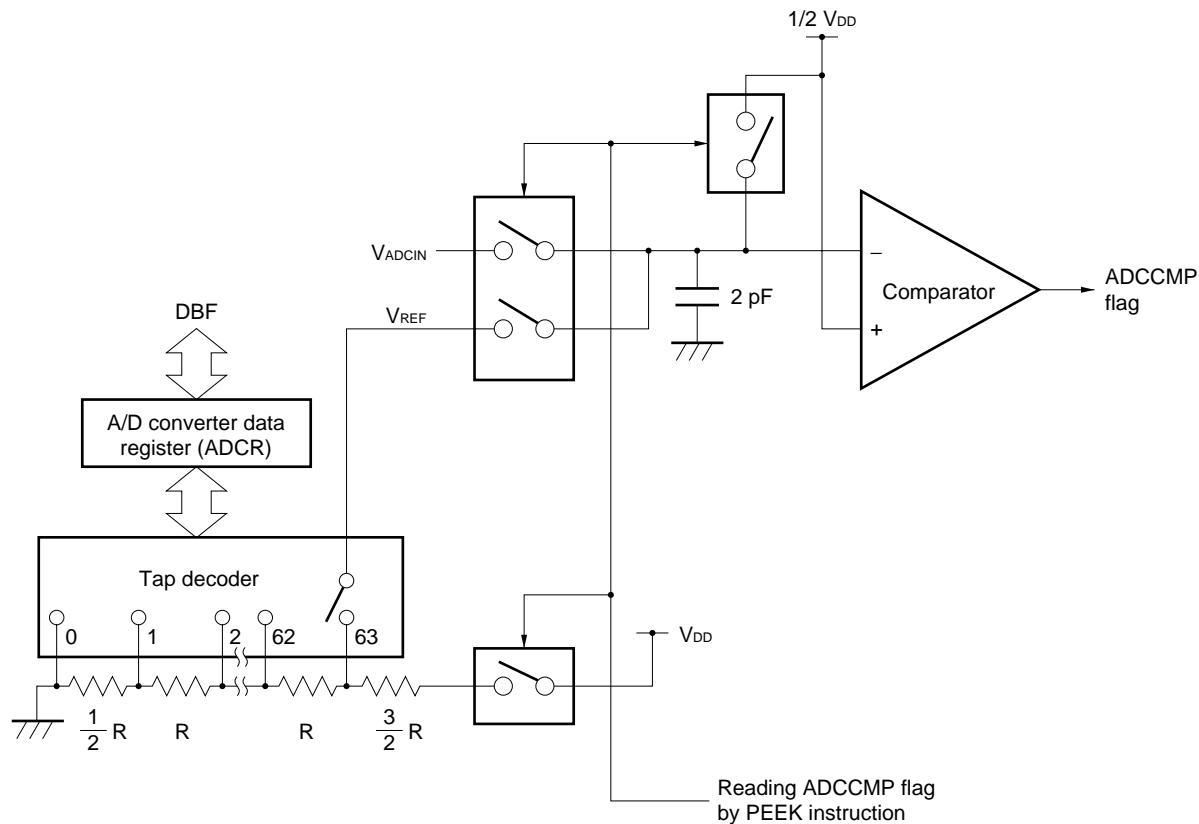 1/2 VDD
VADCIN
VREF
2 pF
−
+
Comparator
ADCCMP
flag
DBF
A/D converter data
register (ADCR)
Tap decoder
0
1
2
62
63
VDD
1/2 R
R
R
3/2 R
Reading ADCCMP flag
by PEEK instruction